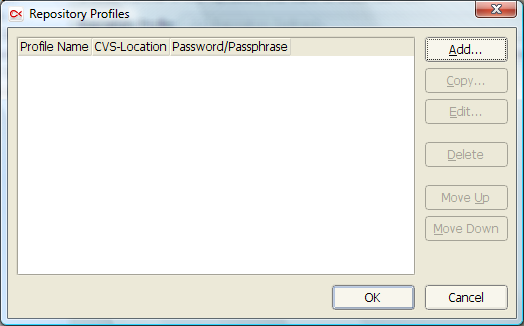 Repository Profiles
Profile Name CVS-Location Password/Passphrase
Add...
Copy...
Edit...
Delete
Move Up
Move Down
OK Cancel